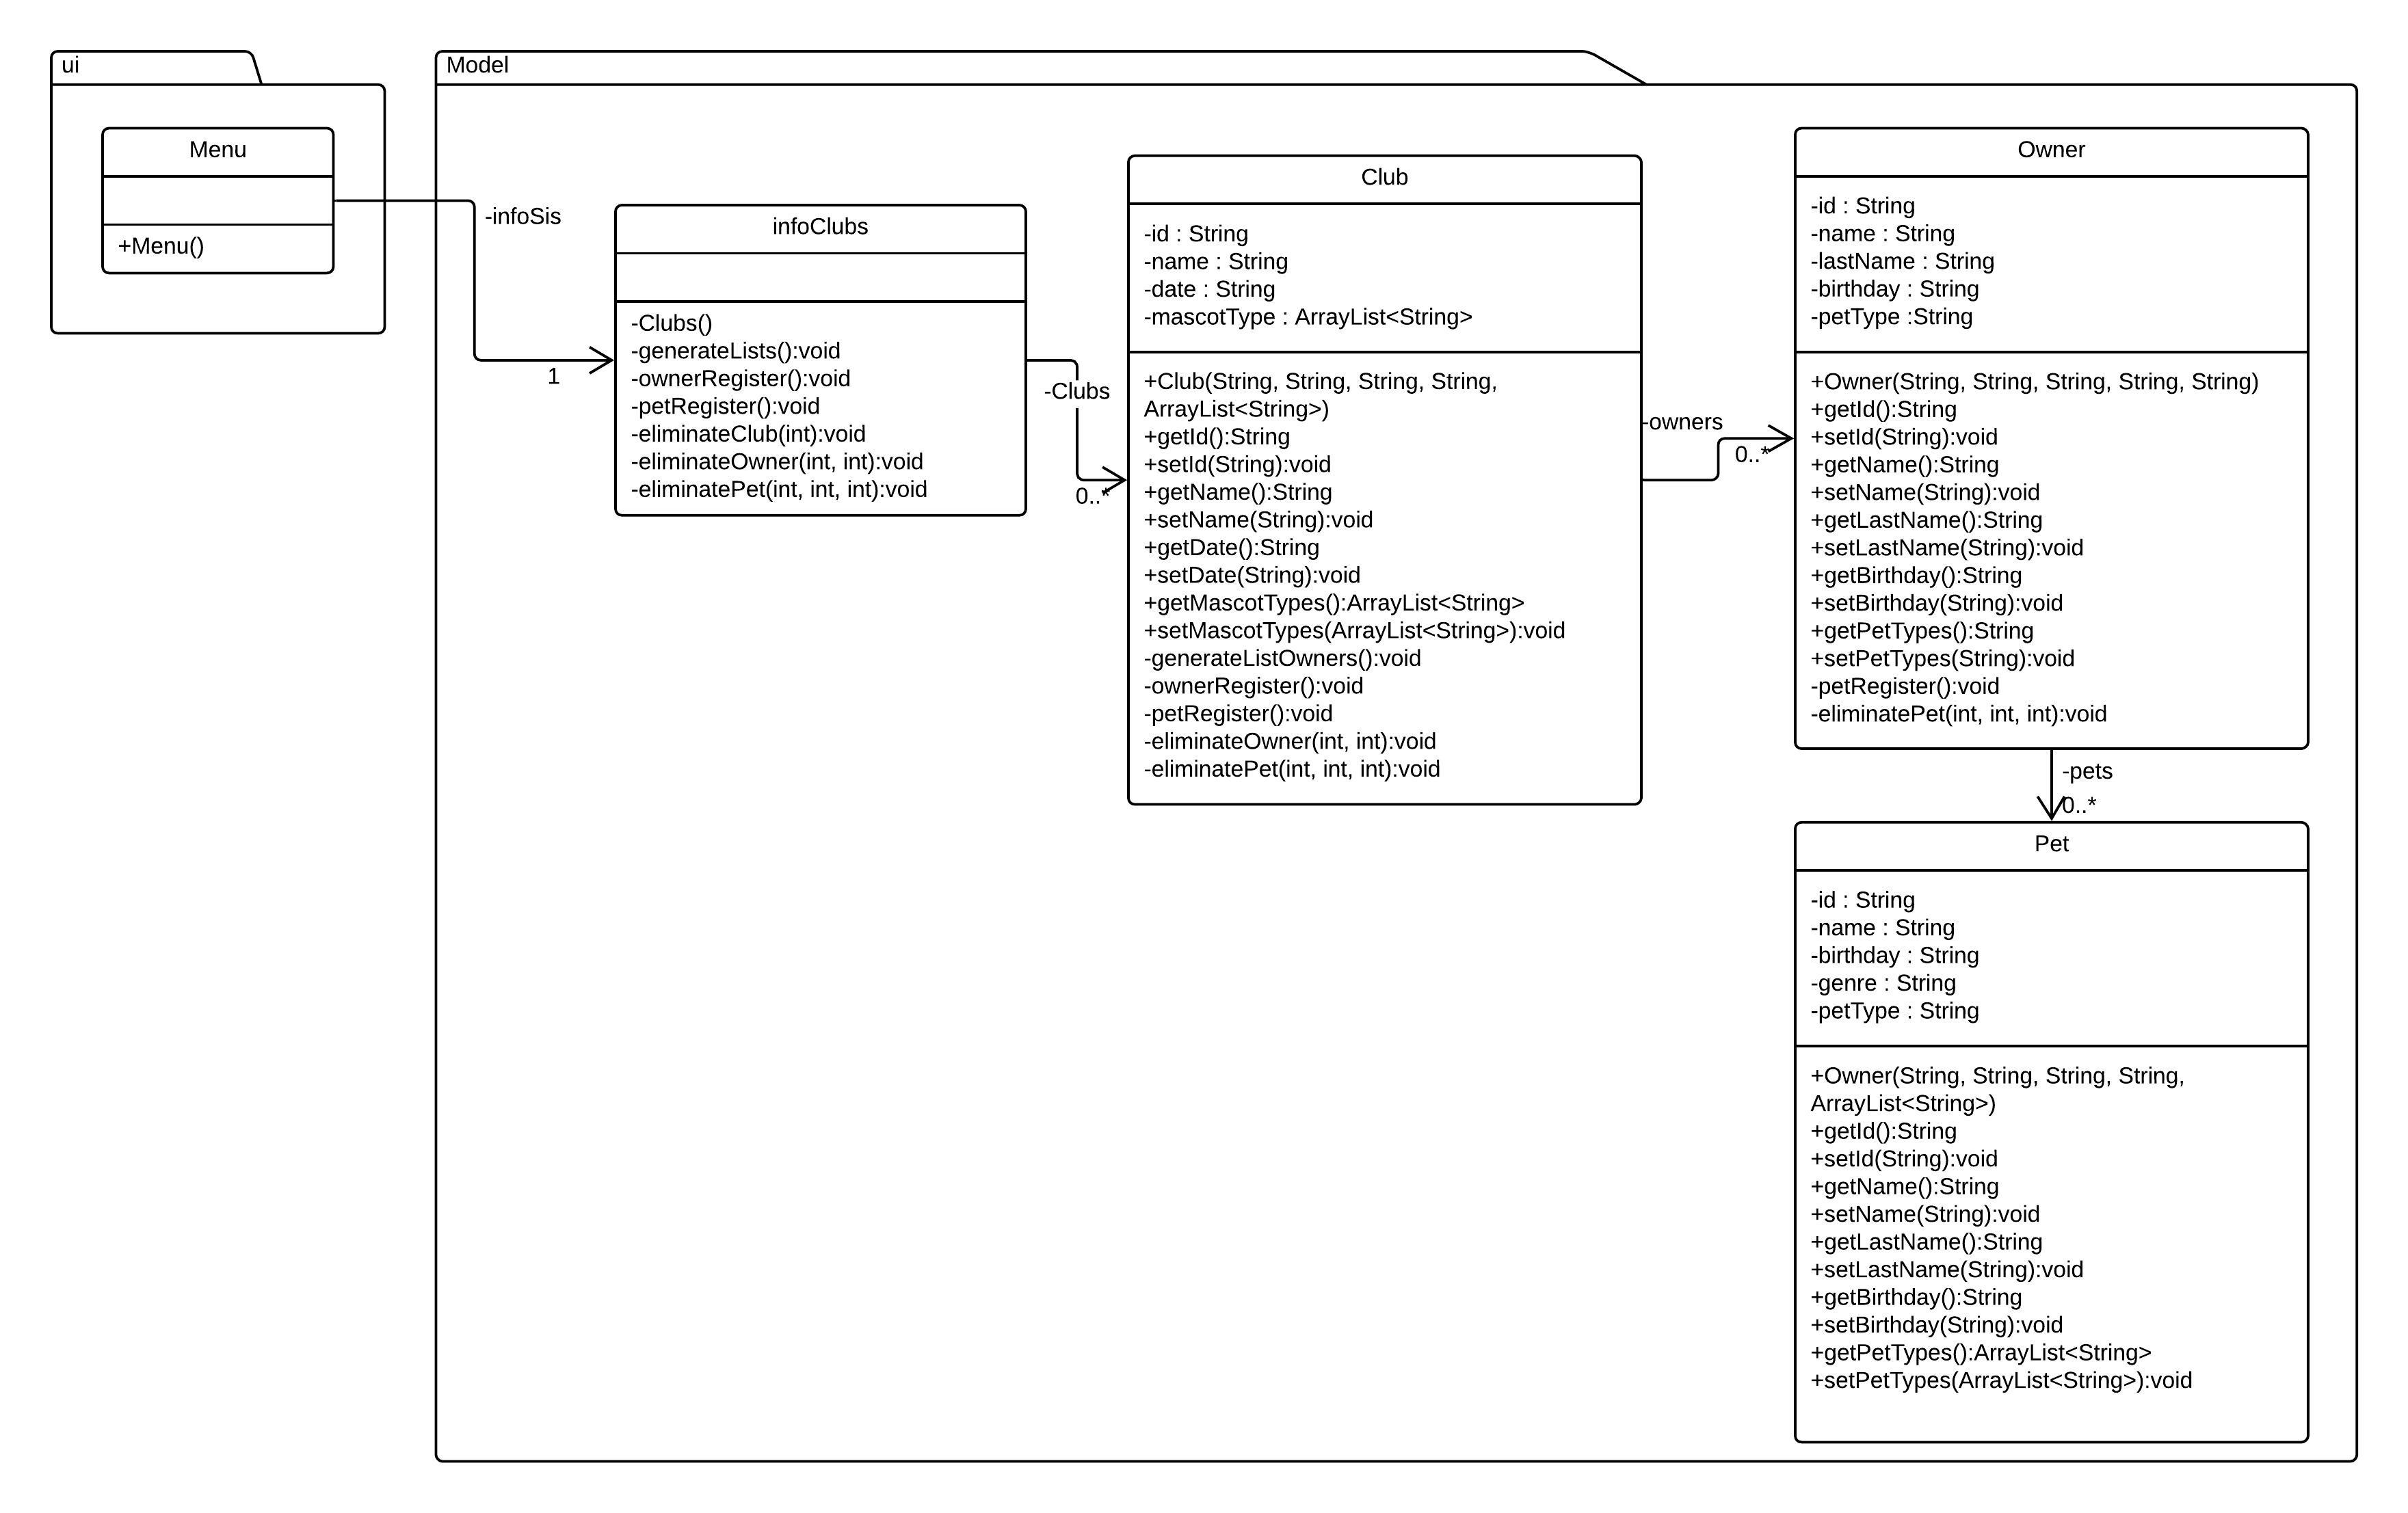 ui
Menu
+Menu()
Model
-infoSis
1
infoClubs
-Clubs()
-generateLists():void
-ownerRegister():void
-petRegister():void
-eliminateClub(int):void
-eliminateOwner(int, int):void
-eliminatePet(int, int, int):void
-Clubs
0..*
Club
-id : String
-name : String
-date : String
-mascotType : ArrayList<String>
+Club(String, String, String, String,
ArrayList<String>)
+getId():String
+setId(String):void
+getName():String
+setName(String):void
+getDate():String
+setDate(String):void
+getMascotTypes():ArrayList<String>
+setMascotTypes(ArrayList<String>):void
-generateListOwners():void
-ownerRegister():void
-petRegister():void
-eliminateOwner(int, int):void
-eliminatePet(int, int, int):void
-owners
0..*
Owner
-id : String
-name : String
-lastName : String
-birthday : String
-petType :String
+Owner(String, String, String, String, String)
+getId():String
+setId(String):void
+getName():String
+setName(String):void
+getLastName():String
+setLastName(String):void
+getBirthday():String
+setBirthday(String):void
+getPetTypes():String
+setPetTypes(String):void
-petRegister():void
-eliminatePet(int, int, int):void
-pets
0..*
Pet
-id : String
-name : String
-birthday : String
-genre : String
-petType : String
+Owner(String, String, String, String,
ArrayList<String>)
+getId():String
+setId(String):void
+getName():String
+setName(String):void
+getLastName():String
+setLastName(String):void
+getBirthday():String
+setBirthday(String):void
+getPetTypes():ArrayList<String>
+setPetTypes(ArrayList<String>):void